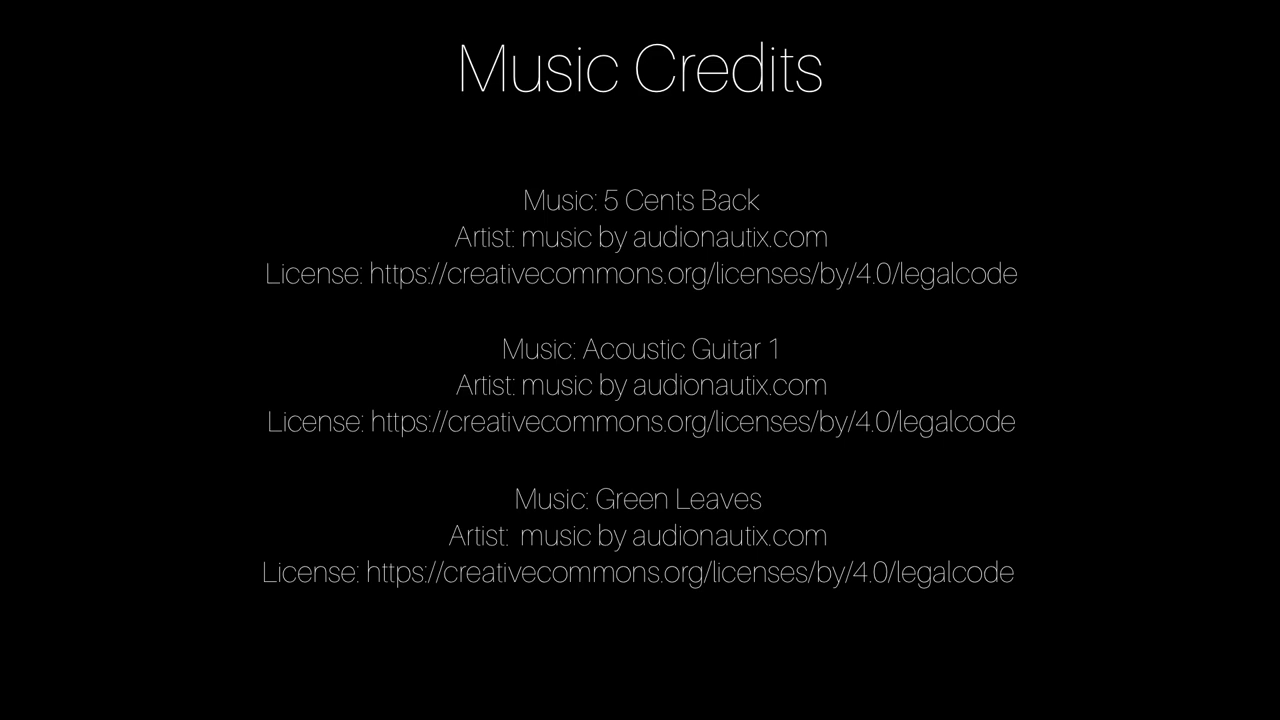 Music Credits
Music: 5 Cents Back
Artist: music by audionautix.com
License: https://creativecommons.org/licenses/by/4.0/legalcode
Music: Acoustic Guitar 1
Artist: music by audionautix.com
License: https://creativecommons.org/licenses/by/4.0/legalcode
Music: Green Leaves
Artist:  music by audionautix.com
License: https://creativecommons.org/licenses/by/4.0/legalcode